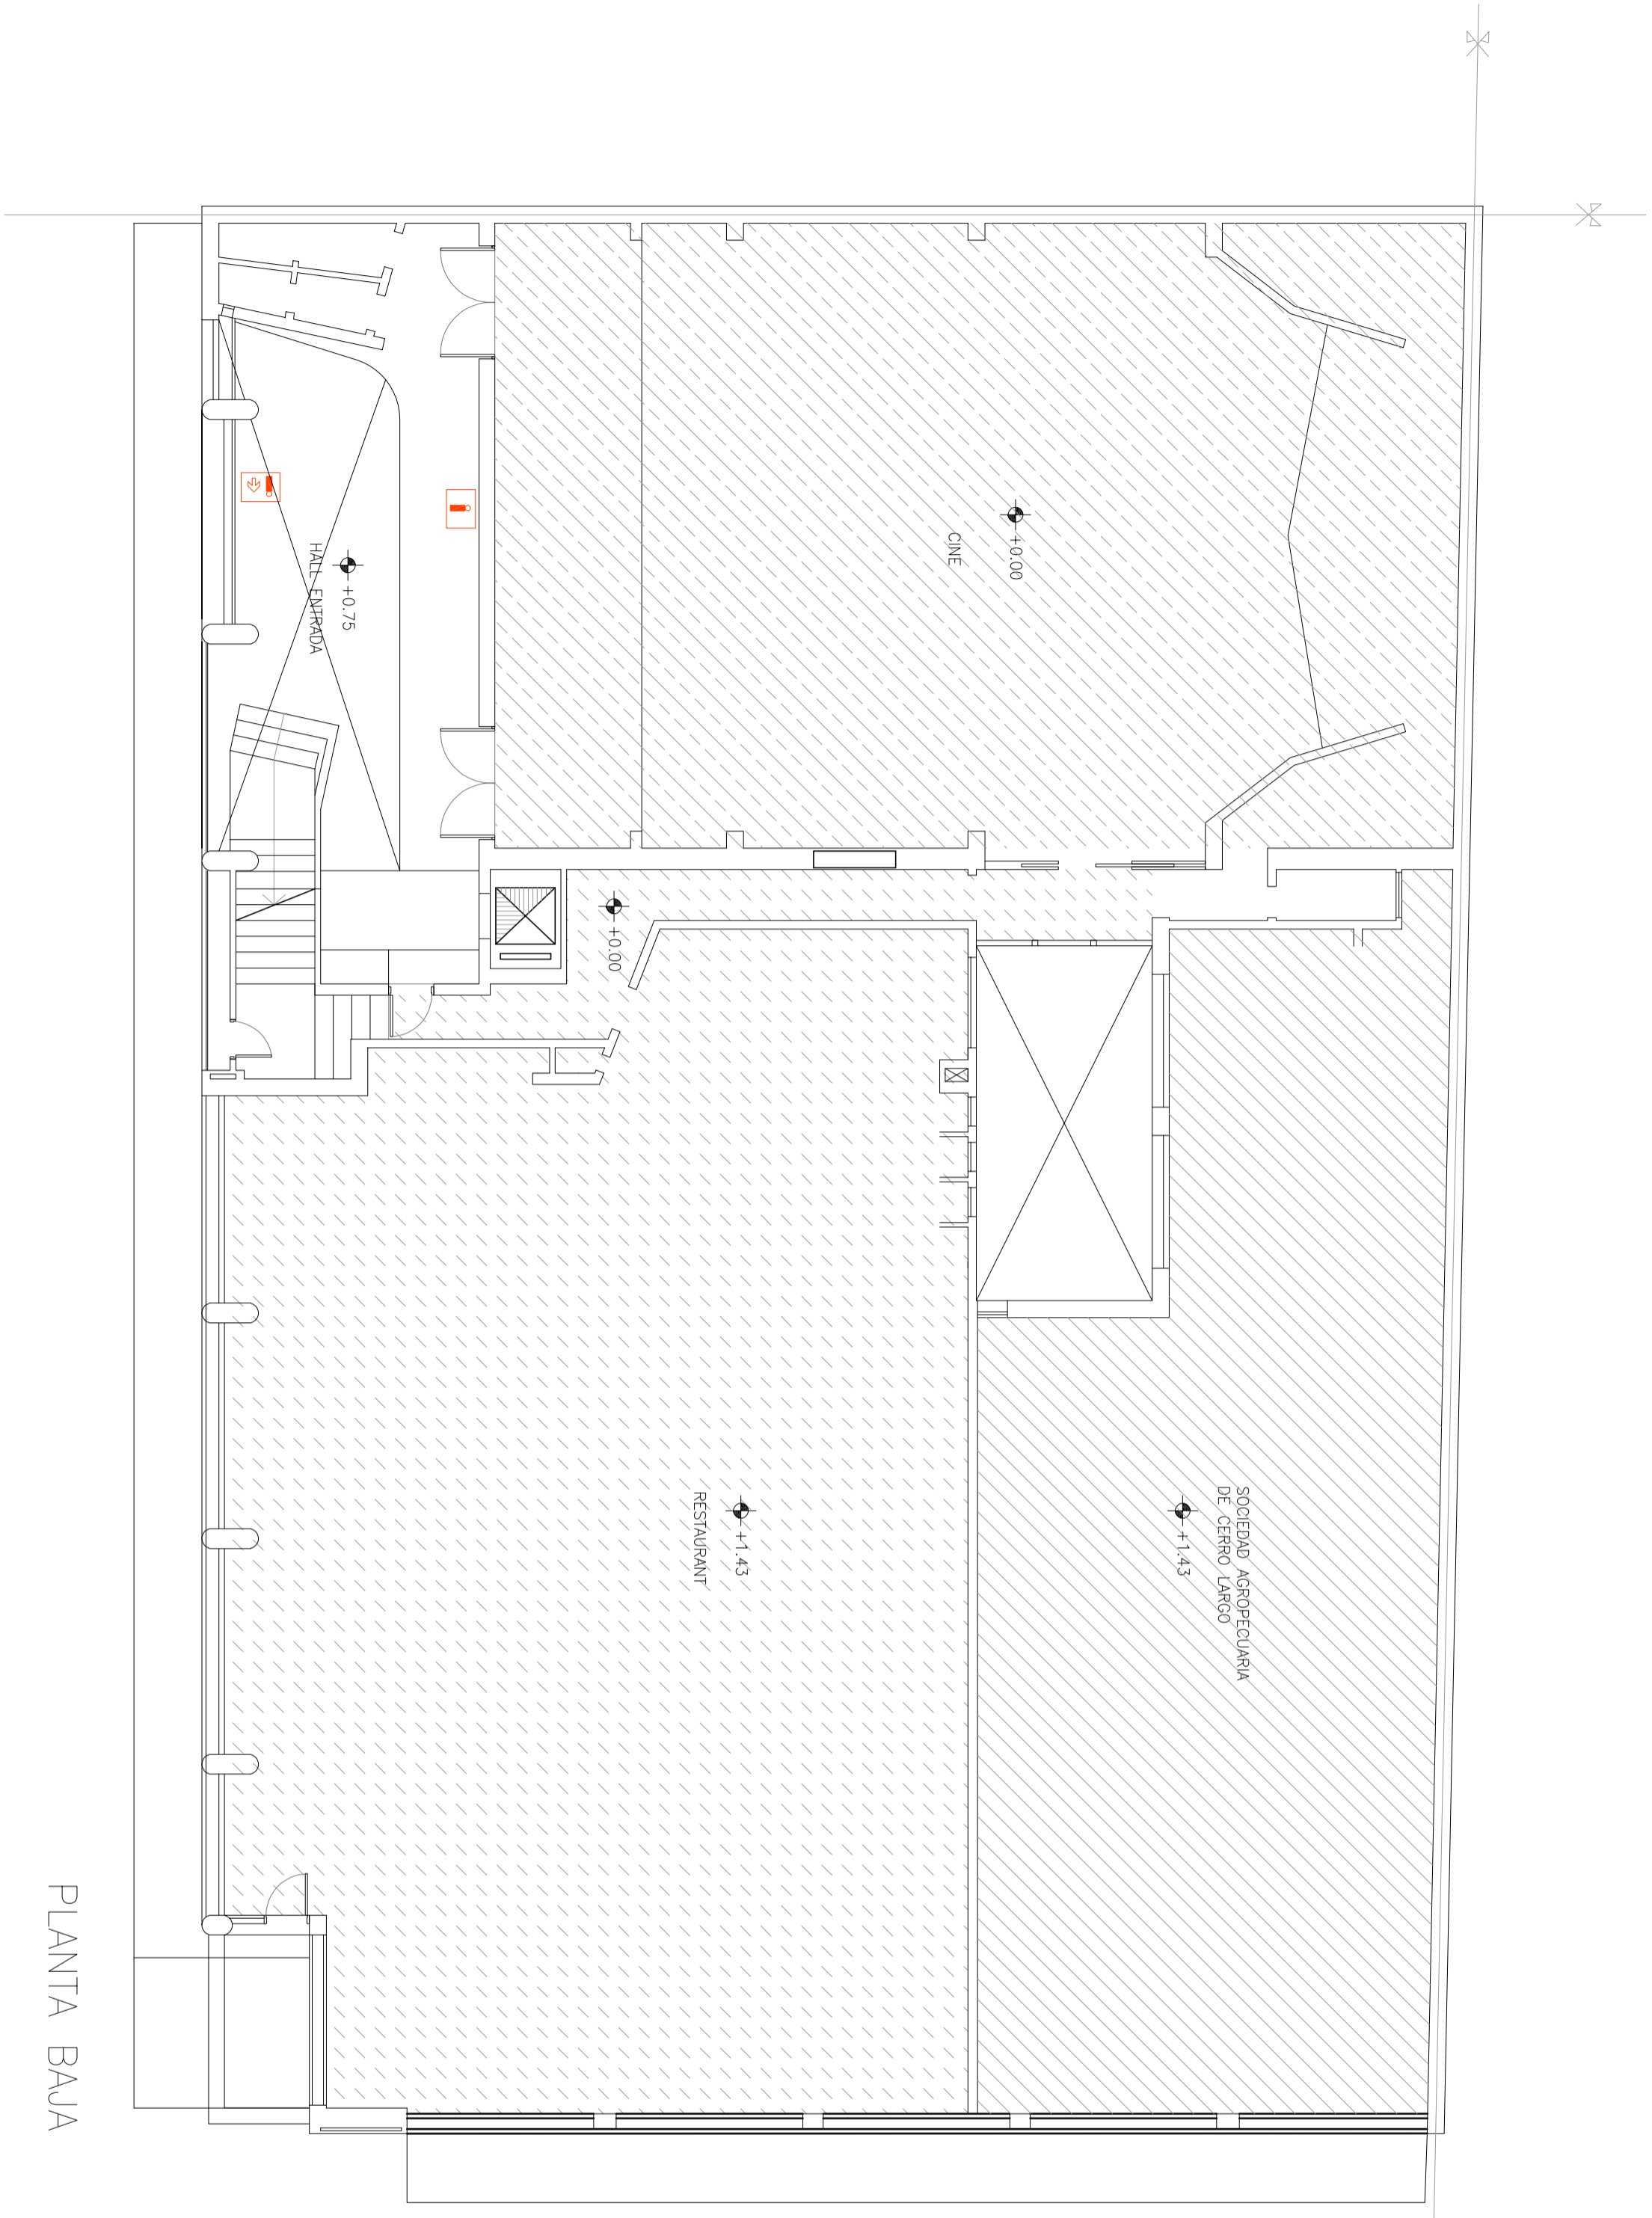 +0.00
CINE
+0.75
HALL ENTRADA
+0.00
SOCIEDAD AGROPECUARIA
DE CERRO LARGO
+1.43
+1.43
RESTAURANT
PLANTA BAJA